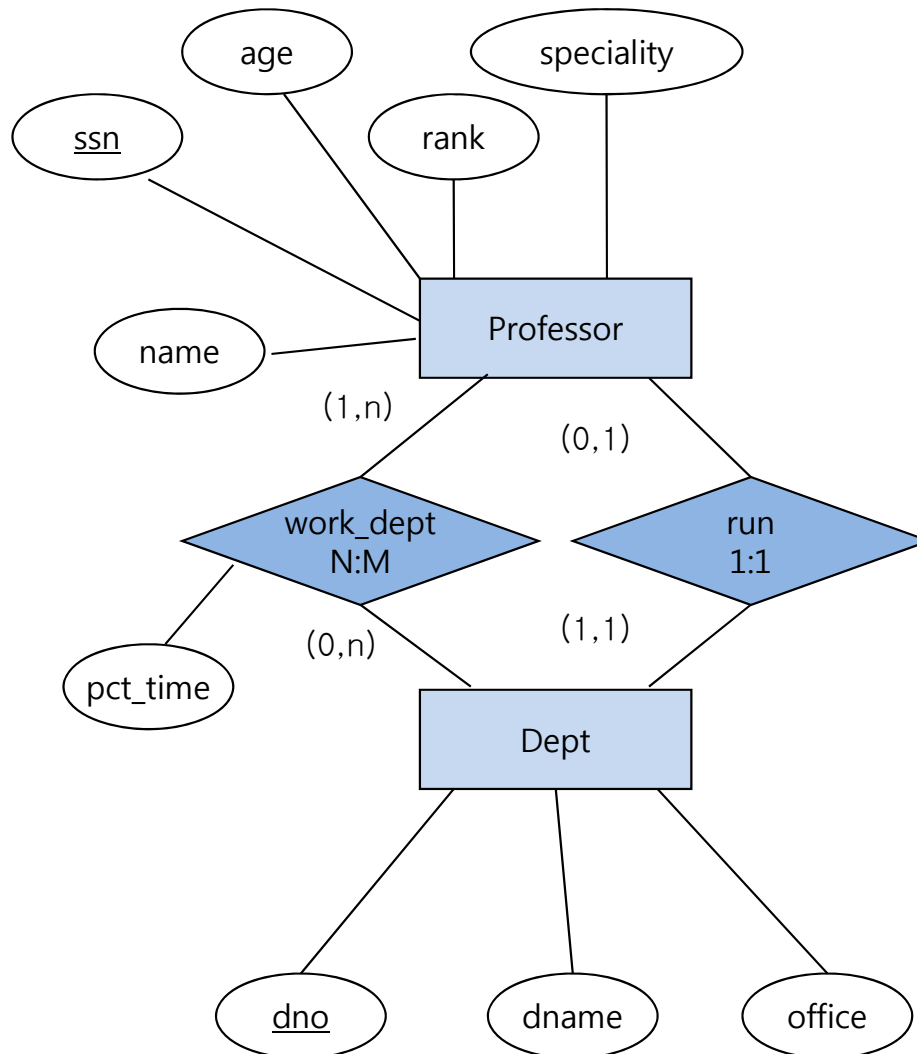 age
speciality
ssn
rank
Professor
name
(1,n)
(0,1)
work_dept
N:M
run
1:1
(0,n)
(1,1)
pct_time
Dept
dno
dname
office